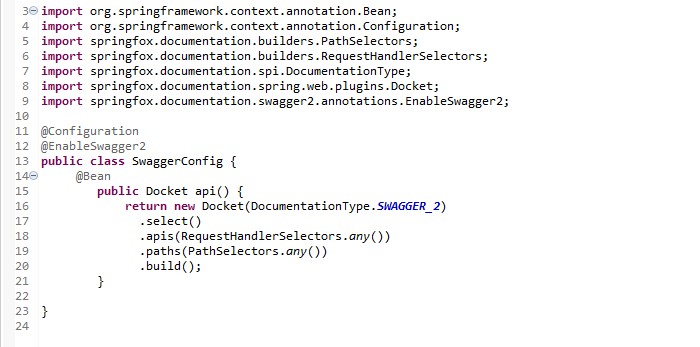 3 import org.springframework.context.annotation.Bean;
4 import org.springframework.context.annotation.Configuration;
5 import springfox.documentation.builders.PathSelectors;
6 import springfox.documentation.builders.RequestHandlerSelectors;
7 import springfox.documentation.spi.DocumentationType;
8 import springfox.documentation.spring.web.plugins.Docket;
9 import springfox.documentation.swagger2.annotations.EnableSwagger2;
10
11 @Configuration
12 @EnableSwagger2
13 public class SwaggerConfig {
14     @Bean
15        public Docket api() {
16            return new Docket(DocumentationType.SWAGGER_2)
17              .select()
18              .apis(RequestHandlerSelectors.any())
19              .paths(PathSelectors.any())
20              .build();
21        }
22
23 }
24